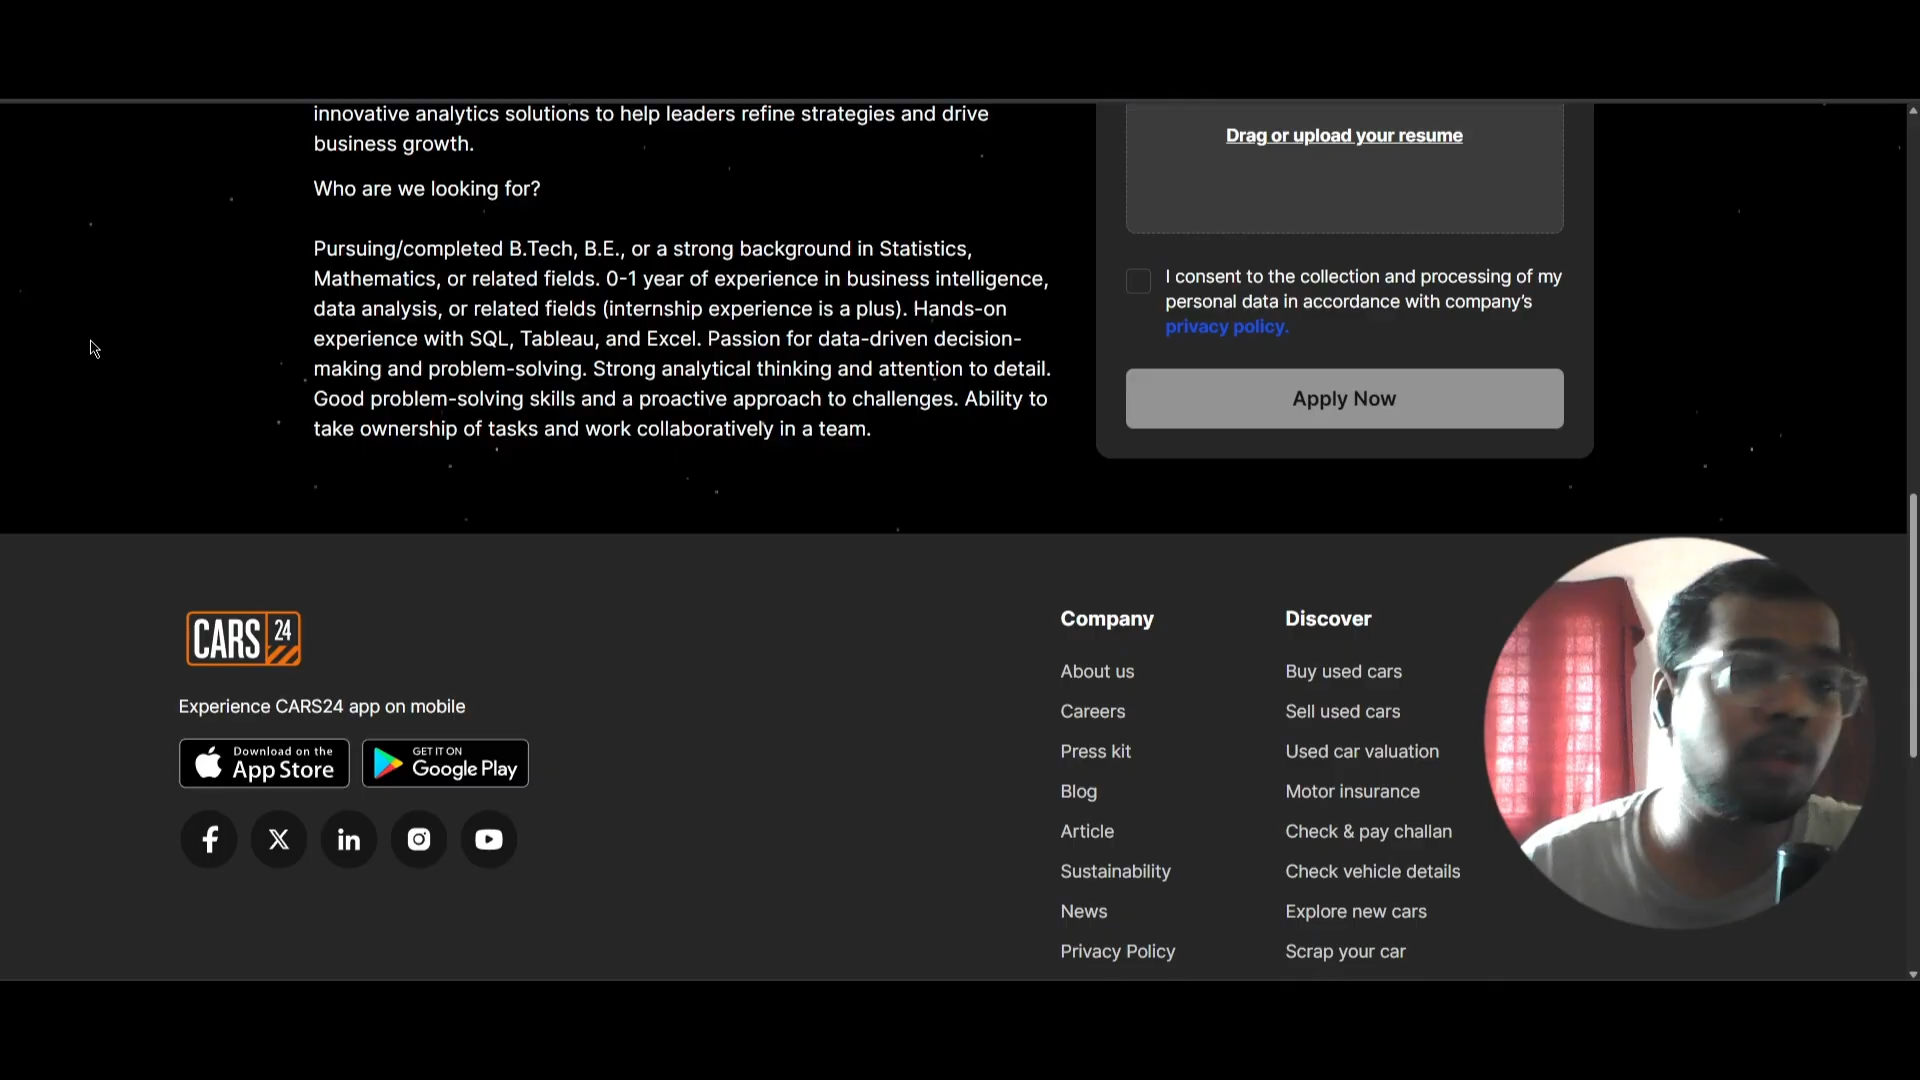 innovative analytics solutions to help leaders refine strategies and drive
business growth.
Who are we looking for?
Pursuing/completed B.Tech, B.E., or a strong background in Statistics,
Mathematics, or related fields. 0-1 year of experience in business intelligence,
data analysis, or related fields (internship experience is a plus). Hands-on
experience with SQL, Tableau, and Excel. Passion for data-driven decision-
making and problem-solving. Strong analytical thinking and attention to detail.
Good problem-solving skills and a proactive approach to challenges. Ability to
take ownership of tasks and work collaboratively in a team.
Drag or upload your resume
I consent to the collection and processing of my
personal data in accordance with company's
privacy policy.
Apply Now
CARS 24
Experience CARS24 app on mobile
Download on the
App Store
GET IT ON
Google Play
Company
About us
Careers
Press kit
Blog
Article
Sustainability
News
Privacy Policy
Discover
Buy used cars
Sell used cars
Used car valuation
Motor insurance
Check & pay challan
Check vehicle details
Explore new cars
Scrap your car